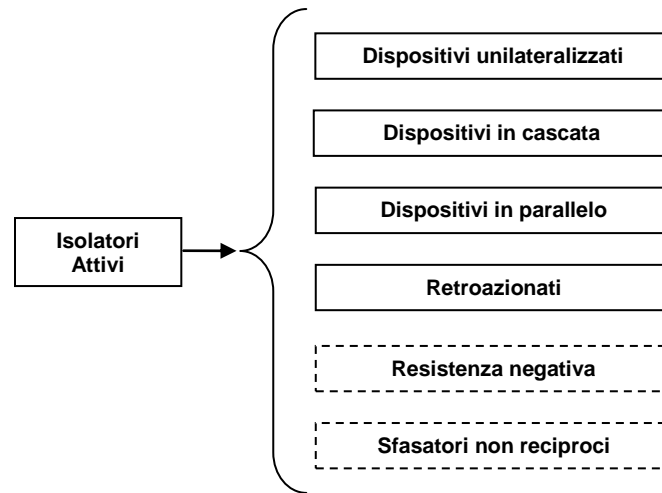 Isolatori
Attivi
Dispositivi unilateralizzati
Dispositivi in cascata
Dispositivi in parallelo
Retroazionati
Resistenza negativa
Sfasatori non reciproci